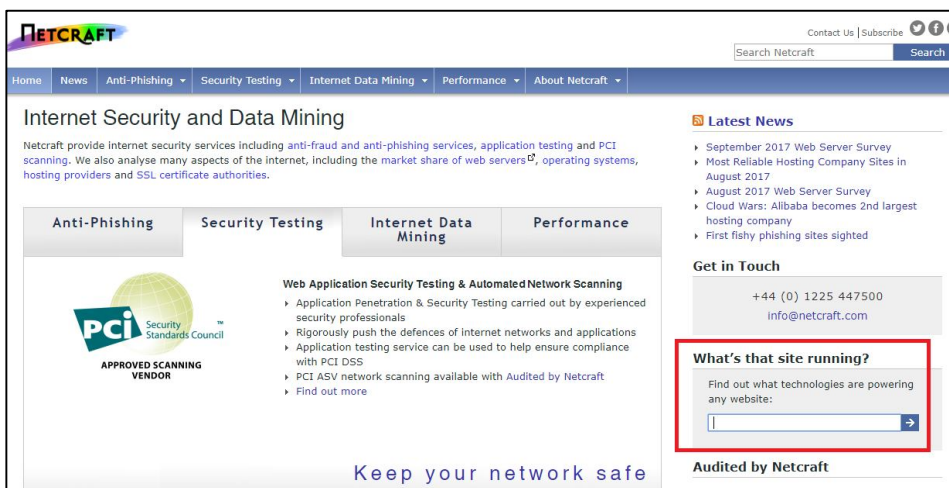 NETCRAFT
Contact Us | Subscribe
Search Netcraft
Search
Home News Anti-Phishing Security Testing Internet Data Mining Performance About Netcraft
Internet Security and Data Mining
Netcraft provide internet security services including anti-fraud and anti-phishing services, application testing and PCI
scanning. We also analyse many aspects of the internet, including the market share of web servers, operating systems,
hosting providers and SSL certificate authorities.
Anti-Phishing
Security Testing
Internet Data
Mining
Performance
PCI
Security
Standards Council
TM
APPROVED SCANNING
VENDOR
Web Application Security Testing & Automated Network Scanning
Application Penetration & Security Testing carried out by experienced
security professionals
Rigorously push the defences of internet networks and applications
Application testing service can be used to help ensure compliance
with PCI DSS
PCI ASV network scanning available with Audited by Netcraft
Find out more
Keep your network safe
Latest News
September 2017 Web Server Survey
Most Reliable Hosting Company Sites in
August 2017
August 2017 Web Server Survey
Cloud Wars: Alibaba becomes 2nd largest
hosting company
First fishy phishing sites sighted
Get in Touch
+44 (0) 1225 447500
info@netcraft.com
What's that site running?
Find out what technologies are powering
any website:
Audited by Netcraft